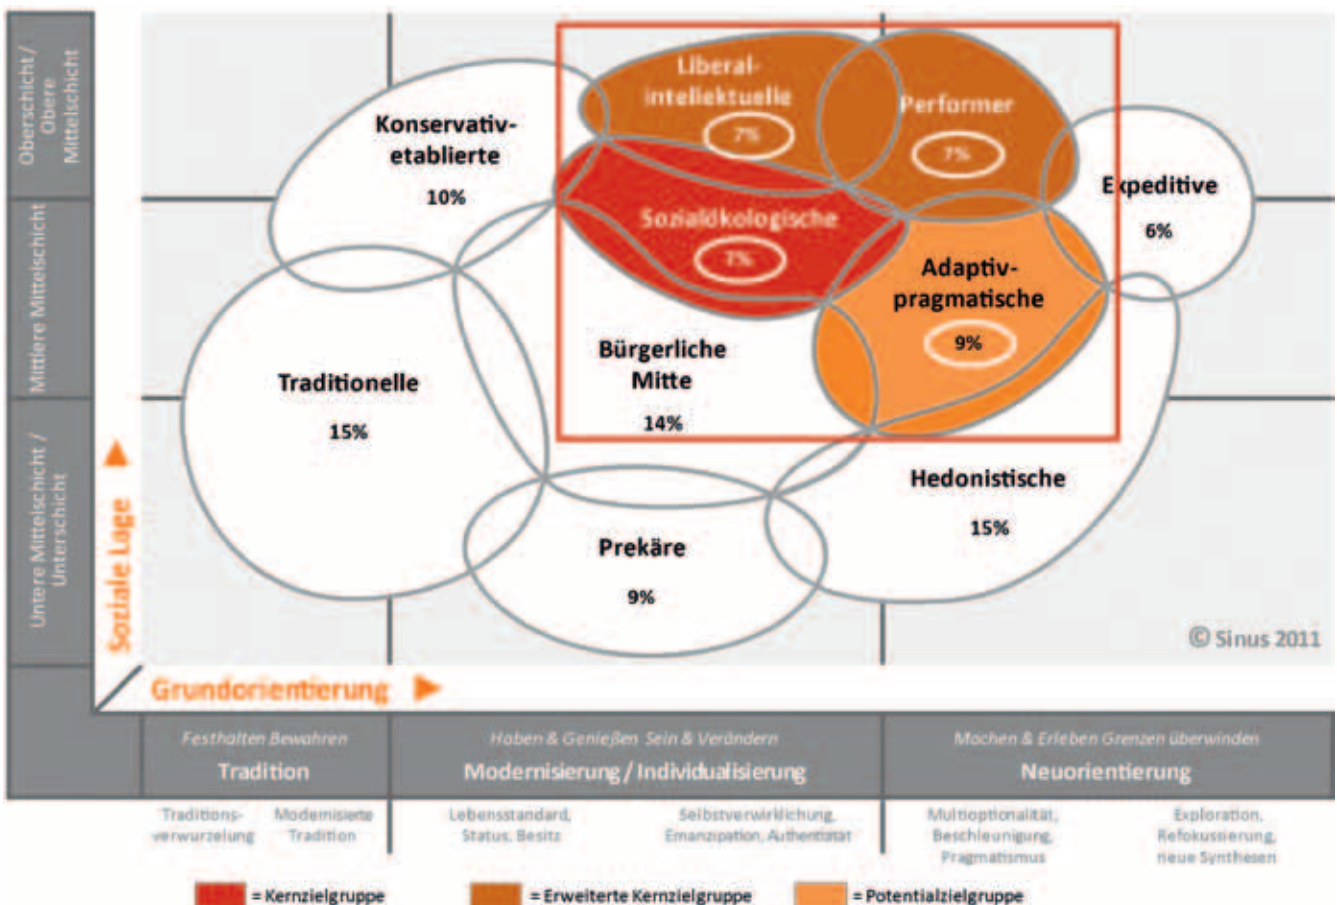 Oberschicht /
Obere
Mittelschicht
Mittlere Mittelschicht
Untere Mittelschicht /
Unterschicht
Soziale Lage
Liberal-
intellektuelle
7%
Performer
7%
Konservativ-
etablierte
10%
Expeditive
6%
Sozialökologische
7%
Adaptiv-
pragmatische
9%
Bürgerliche
Mitte
14%
Traditionelle
15%
Hedonistische
15%
Prekäre
9%
© Sinus 2011
Grundorientierung
Festhalten Bewahren
Tradition
Haben & Genießen Sein & Verändern
Modernisierung / Individualisierung
Machen & Erleben Grenzen überwinden
Neuorientierung
Traditions-
verwurzelung
Modernisierte
Tradition
Lebensstandard,
Status, Besitz
Selbstverwirklichung,
Emanzipation, Authentizität
Multioptionalität,
Beschleunigung,
Pragmatismus
Exploration,
Refokussierung,
neue Synthesen
= Kernzielgruppe
= Erweiterte Kernzielgruppe
= Potentialzielgruppe